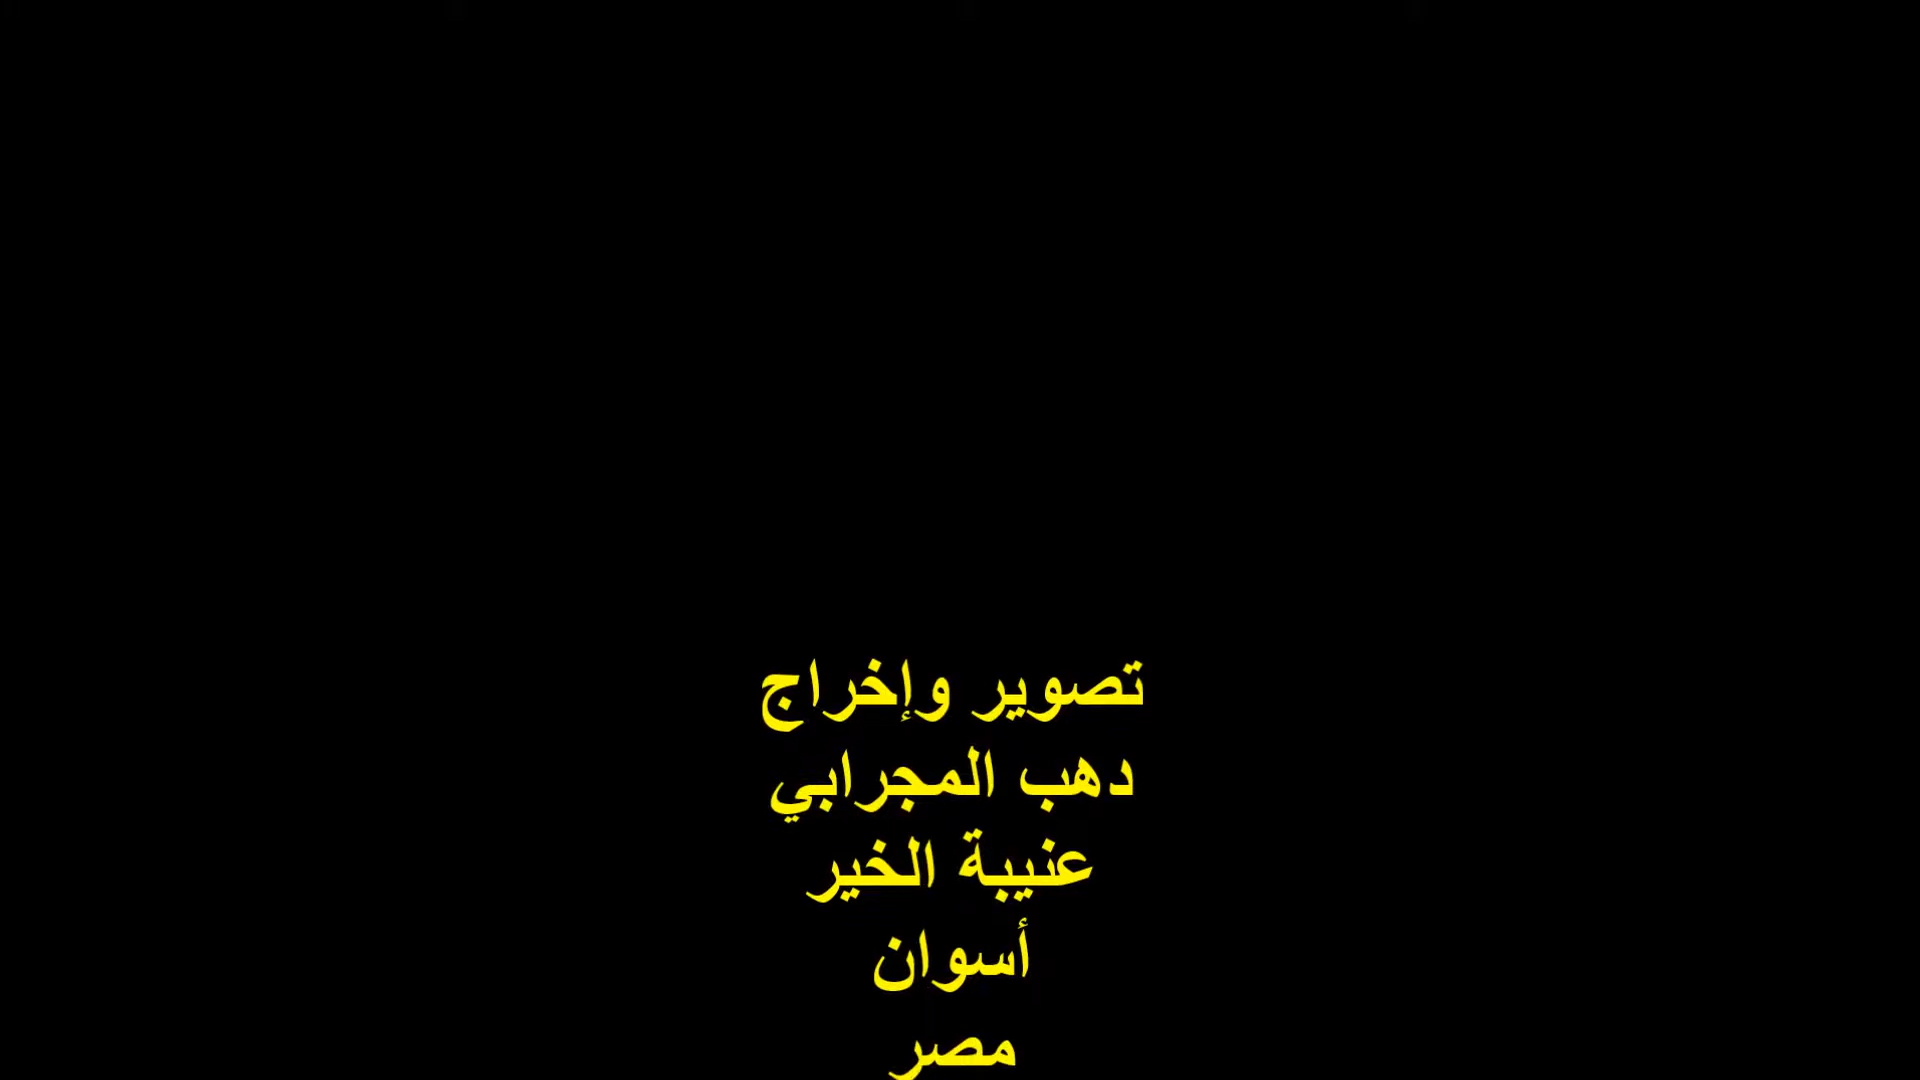 تصوير وإخراج
دهب المجرابي
عنيبة الخير
أسوان
مصر